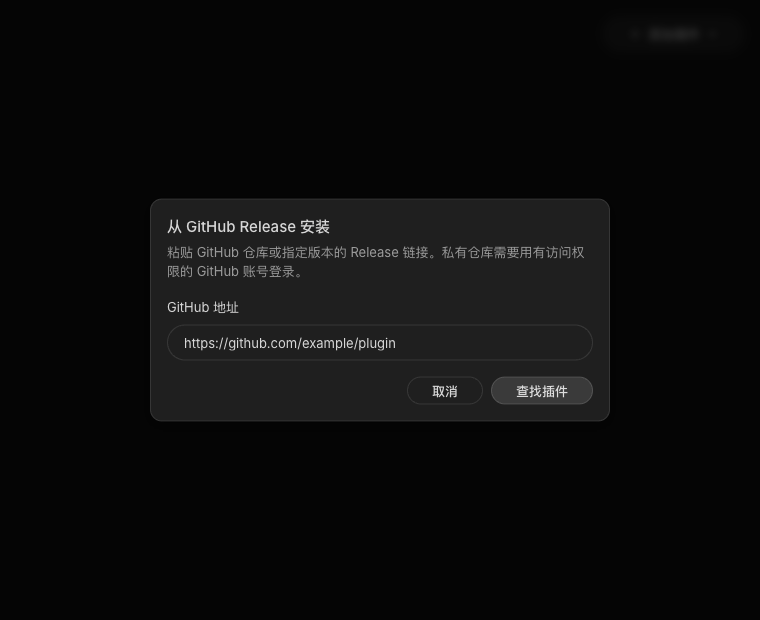 从 GitHub Release 安装
粘贴 GitHub 仓库或指定版本的 Release 链接。私有仓库需要用有访问权
限的 GitHub 账号登录。
GitHub 地址
https://github.com/example/plugin
取消
查找插件